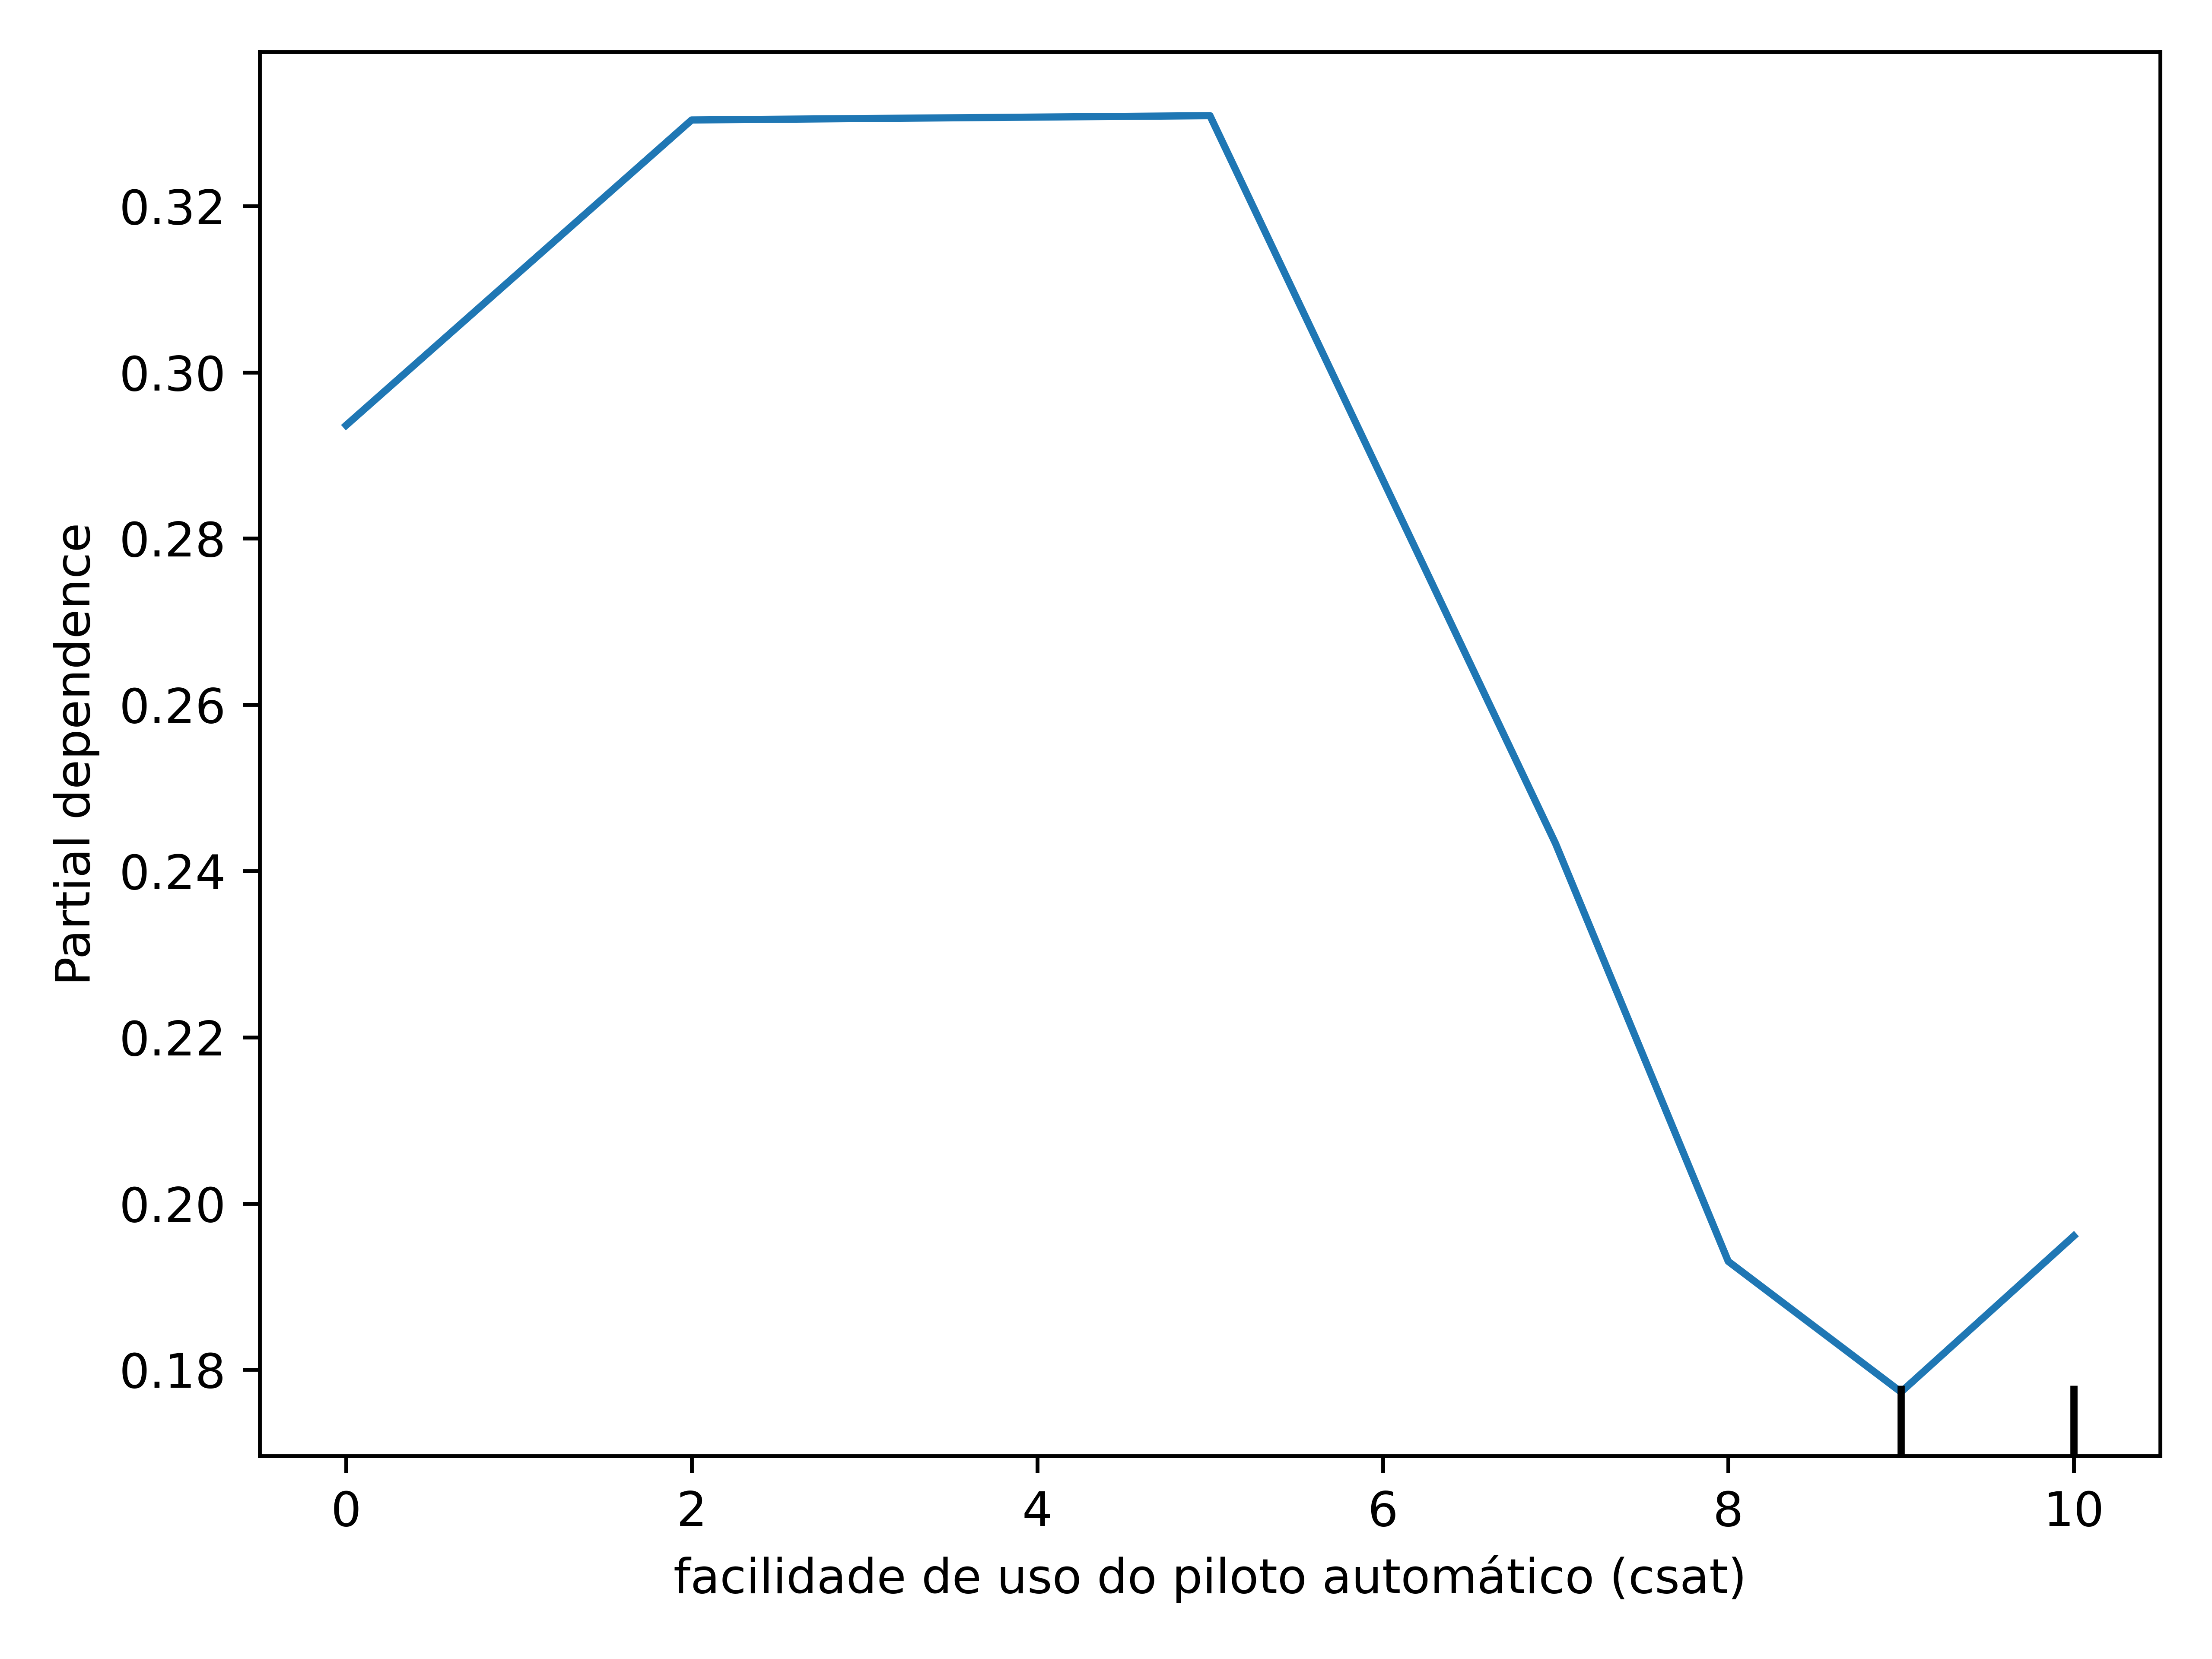 Partial dependence
0.32
0.30
0.28
0.26
0.24
0.22
0.20
0.18
0 2 4 6 8 10
facilidade de uso do piloto automático (csat)